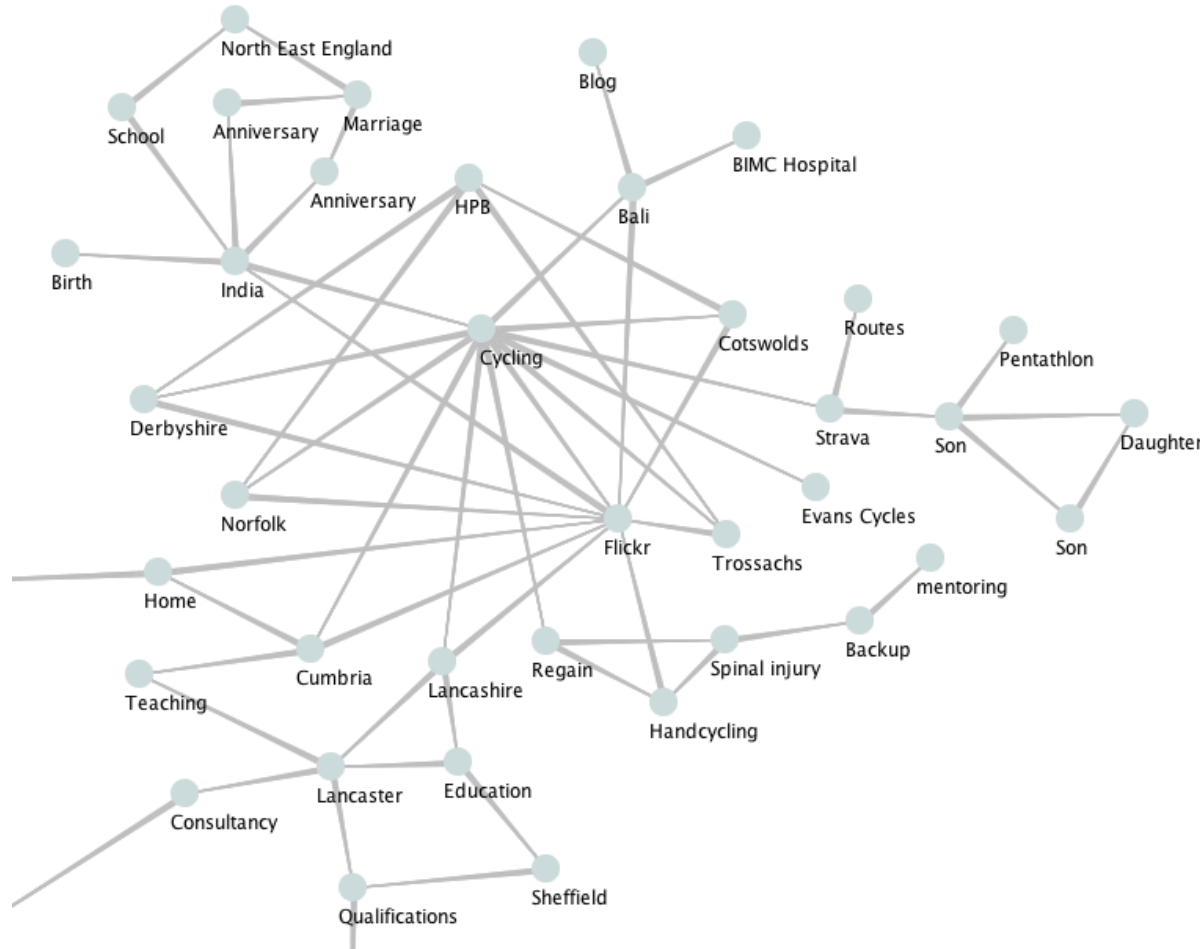 North East England
Blog
School
Anniversary
Marriage
BIMC Hospital
Anniversary
HPB
Bali
Birth
India
Routes
Cotswolds
Cycling
Pentathlon
Derbyshire
Strava
Son
Daughter
Norfolk
Evans Cycles
Flickr
Son
Trossachs
mentoring
Home
Backup
Cumbria
Regain
Spinal injury
Lancashire
Teaching
Handcycling
Lancaster
Education
Consultancy
Sheffield
Qualifications